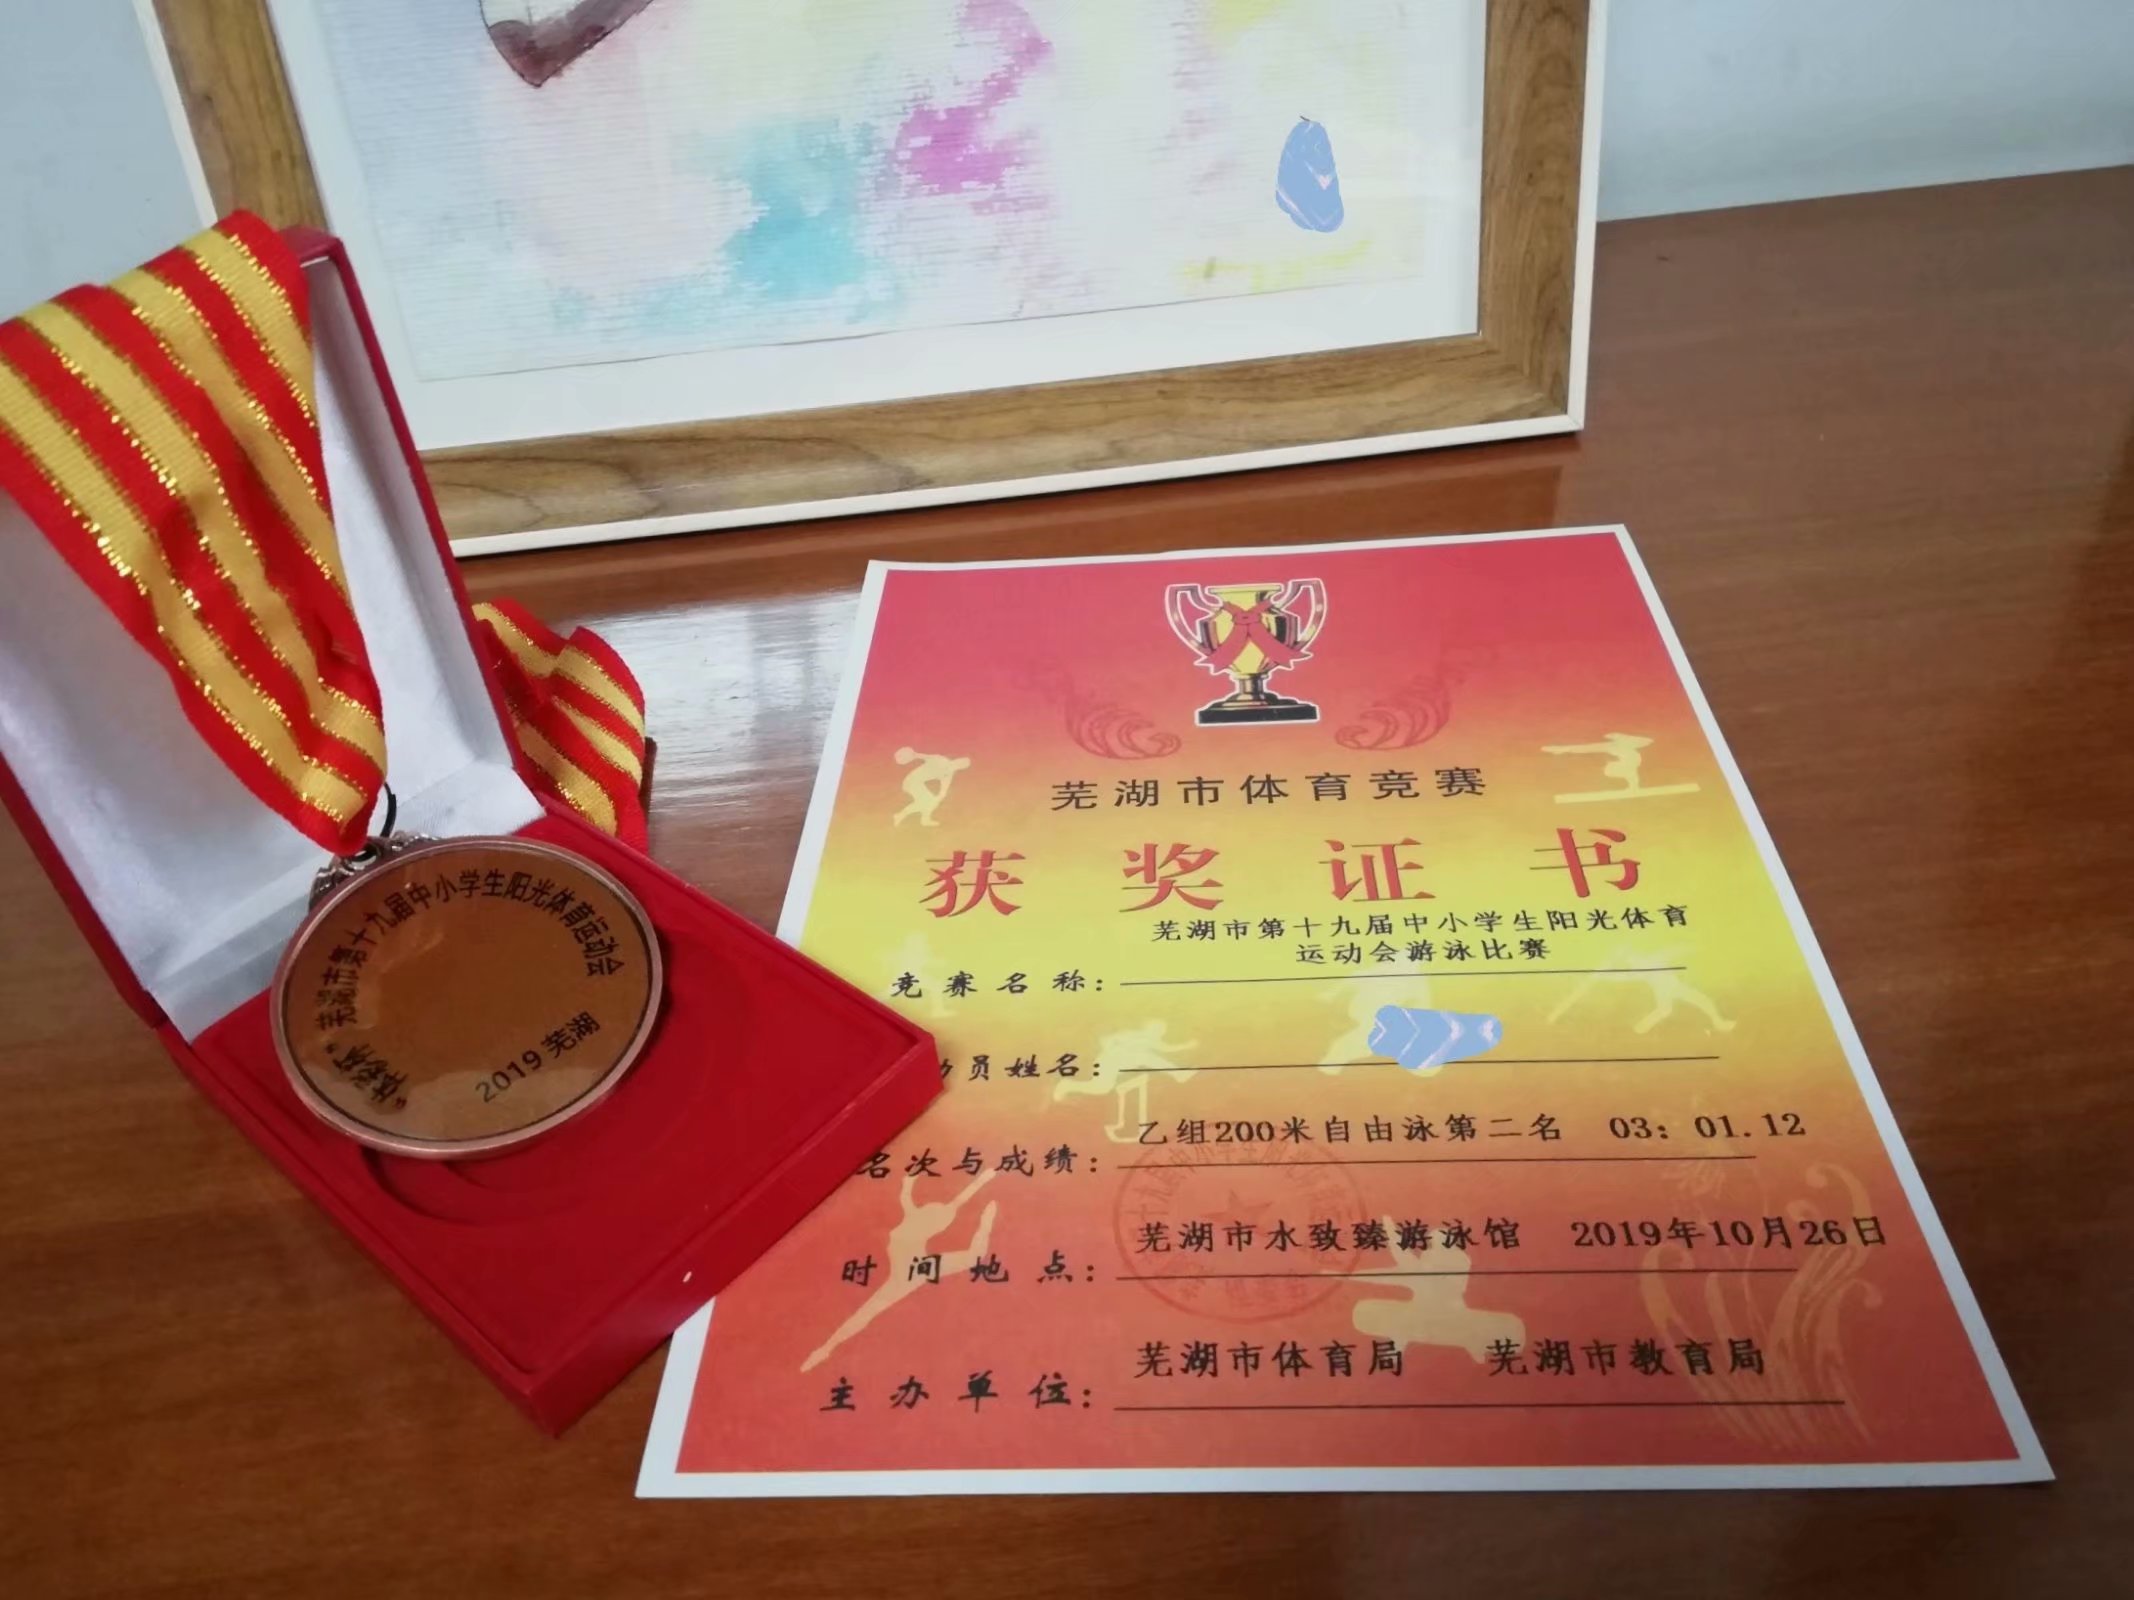 芜湖市第十九届中小学生阳光体育运动会
2019 芜湖
芜湖市体育竞赛
获奖证书
芜湖市第十九届中小学生阳光体育
运动会游泳比赛
竞赛名称:
员姓名:
乙组200米自由泳第二名 03: 01.12
名次与成绩:
芜湖市水致臻游泳馆 2019年10月26日
时间地点:
芜湖市体育局 芜湖市教育局
主办单位: